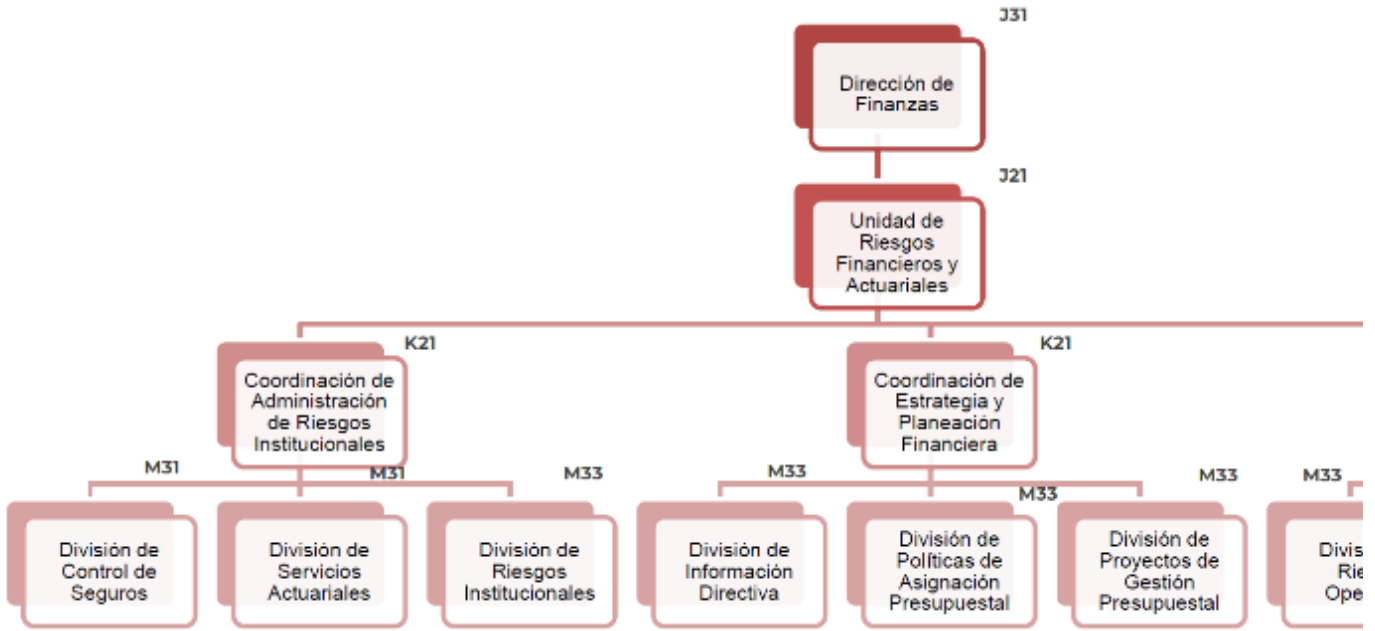 J31
Dirección de
Finanzas
J21
Unidad de
Riesgos
Financieros y
Actuariales
K21
K21
Coordinación de
Administración
de Riesgos
Institucionales
Coordinación de
Estrategia y
Planeación
Financiera
M31
M31
M33
M33
M33
M33
M33
División de
Control de
Seguros
División de
Servicios
Actuariales
División de
Riesgos
Institucionales
División de
Información
Directiva
División de
Políticas de
Asignación
Presupuestal
División de
Proyectos de
Gestión
Presupuestal